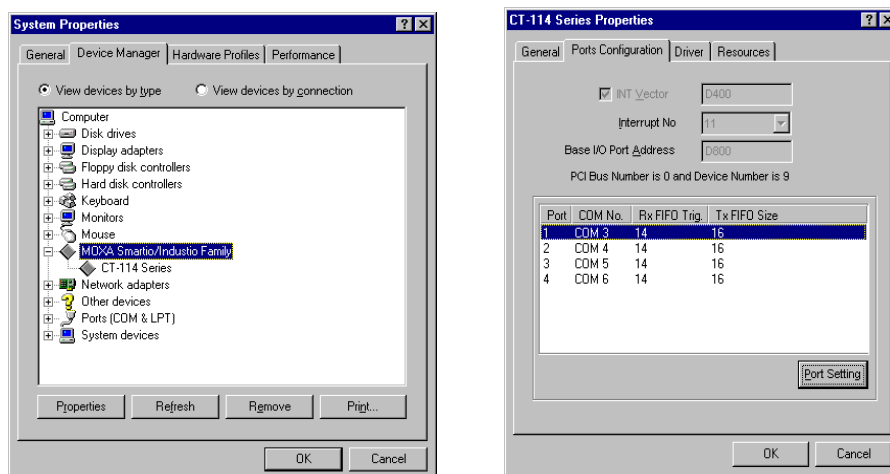 System Properties
General Device Manager Hardware Profiles Performance
View devices by type View devices by connection
Computer
Disk drives
Display adapters
Floppy disk controllers
Hard disk controllers
Keyboard
Monitors
Mouse
MOXA Smartio/Industio Family
CT-114 Series
Network adapters
Other devices
Ports (COM & LPT)
System devices
Properties Refresh Remove Print...
OK Cancel
CT-114 Series Properties
General Ports Configuration Driver Resources
INT Vector D400
Interrupt No 11
Base I/O Port Address D800
PCI Bus Number is 0 and Device Number is 9
Port COM No. Rx FIFO Trig. Tx FIFO Size
1 COM 3 14 16
2 COM 4 14 16
3 COM 5 14 16
4 COM 6 14 16
Port Setting
OK Cancel